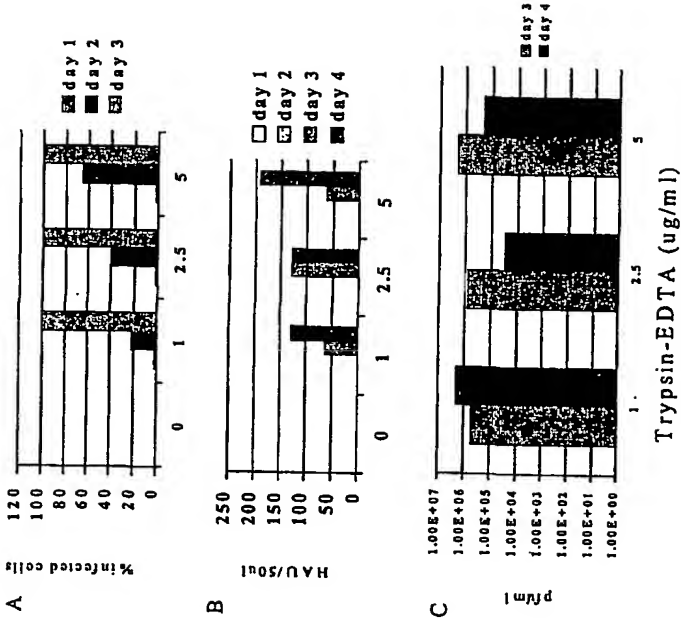 A
% infected cells
120
100
80
60
40
20
0
0 1 2.5 5
day 1
day 2
day 3
B
HAU/50ul
250
200
150
100
50
0
0 1 2.5 5
day 1
day 2
day 3
day 4
C
pfu/ml
1.00E+07
1.00E+06
1.00E+05
1.00E+04
1.00E+03
1.00E+02
1.00E+01
1.00E+00
1. 2.5 5
day 3
day 4
Trypsin-EDTA (ug/ml)